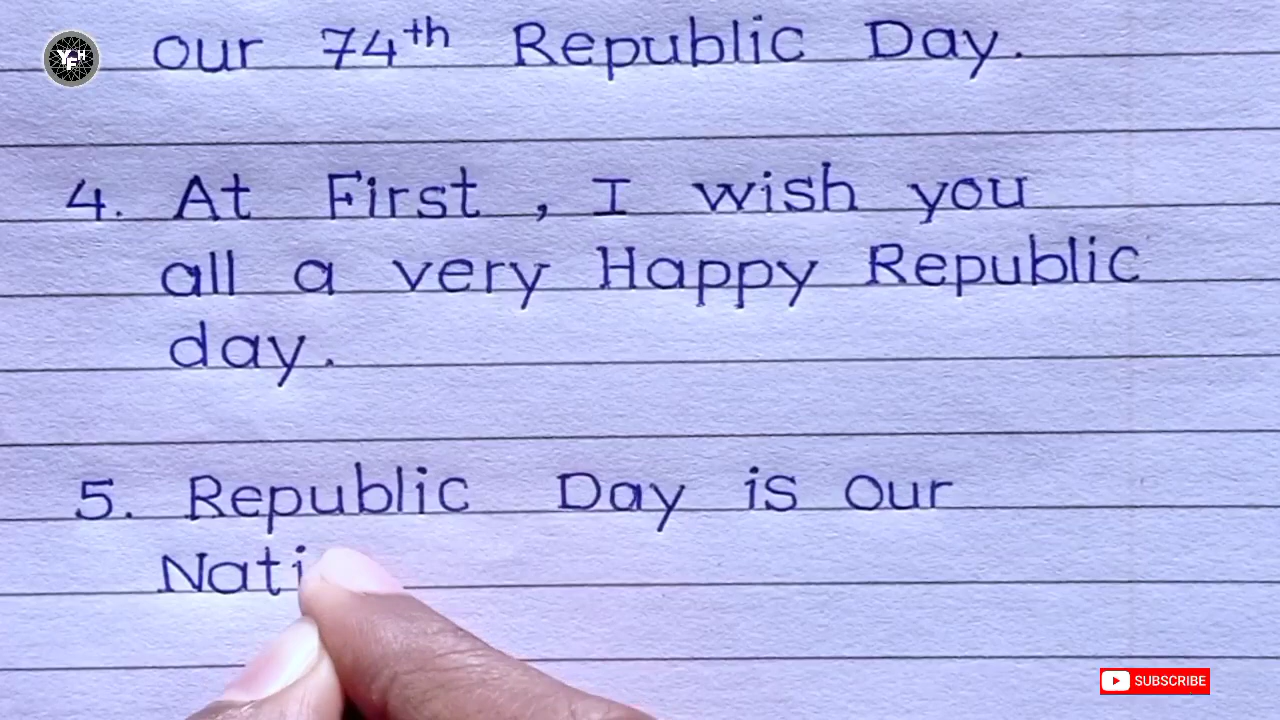 our 74th Republic Day.
4. At First, I wish you
all a very Happy Republic
day.
5. Republic Day is our
Nati
YFH
SUBSCRIBE